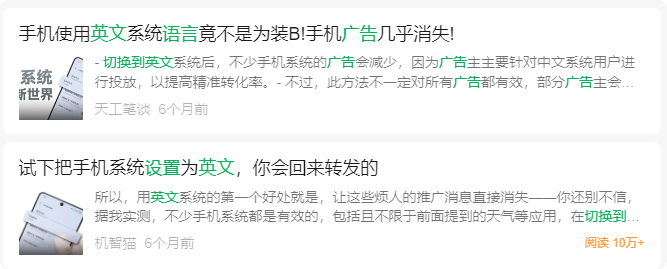 手机使用英文系统语言竟不是为装B!手机广告几乎消失!
系统
新世界
- 切换到英文系统后，不少手机系统的广告会减少，因为广告主主要针对中文系统用户进
行投放，以提高精准转化率。- 不过，此方法不一定对所有广告都有效，部分广告主会…
天工笔谈 6个月前
试下把手机系统设置为英文，你会回来转发的
所以，用英文系统的第一个好处就是，让这些烦人的推广消息直接消失——你还别不信，
据我实测，不少手机系统都是有效的，包括且不限于前面提到的天气等应用，在切换到…
机智猫 6个月前
阅读 10万+